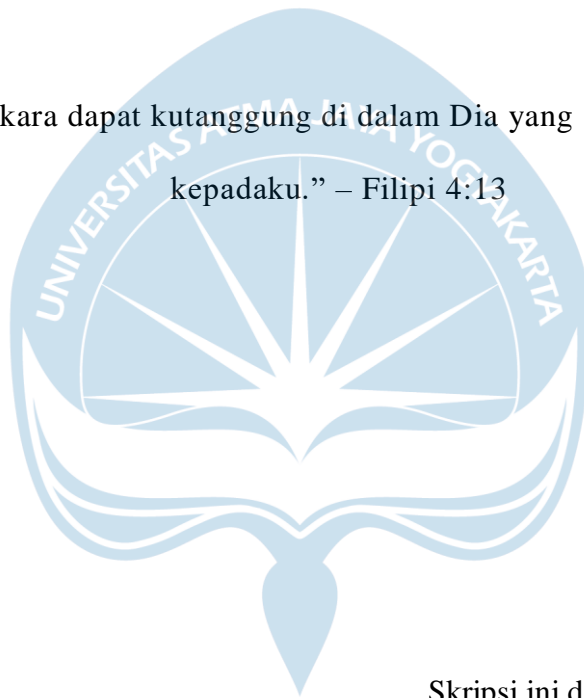 kara dapat kutanggung di dalam Dia yang
kepadaku.” – Filipi 4:13
UNIVERSITAS ATMA JAYA YOGYAKARTA
Skripsi ini d